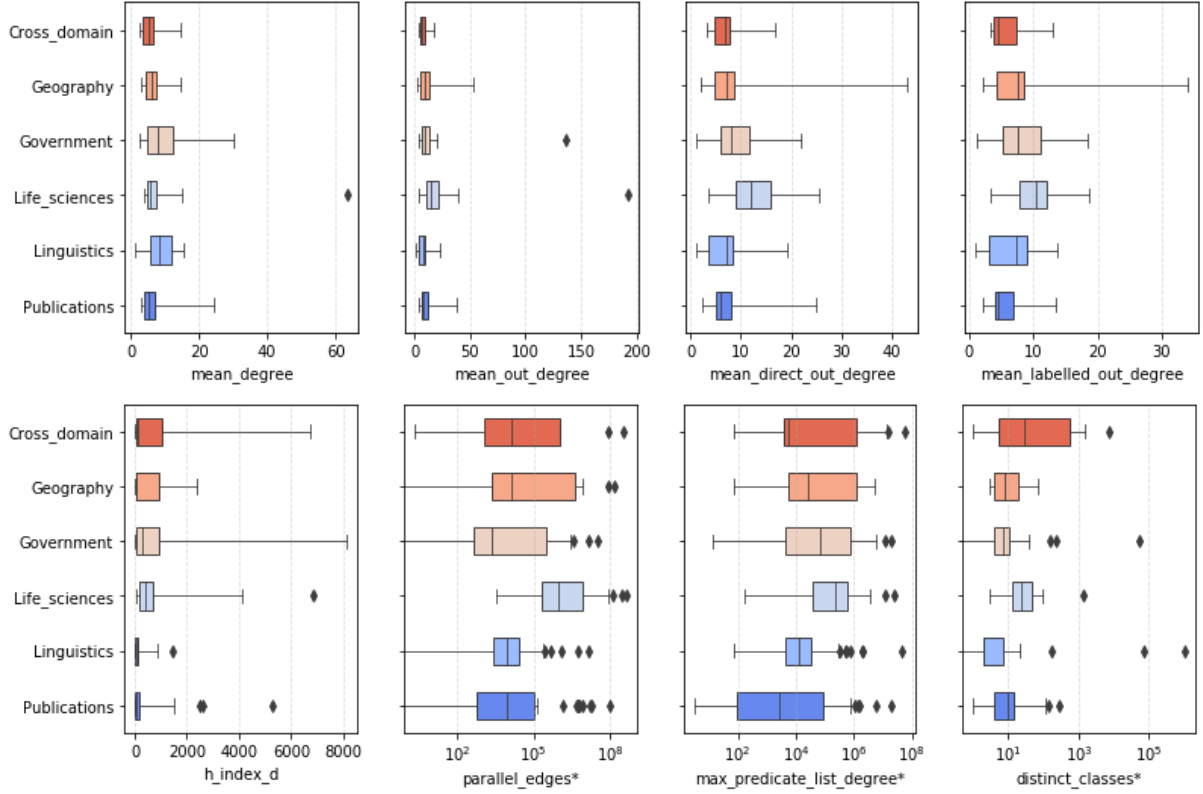 Cross_domain
Geography
Government
Life_sciences
Linguistics
Publications
0 20 40 60
mean_degree
0 50 100 150 200
mean_out_degree
0 10 20 30 40
mean_direct_out_degree
0 10 20 30
mean_labelled_out_degree
Cross_domain
Geography
Government
Life_sciences
Linguistics
Publications
0 2000 4000 6000 8000
h_index_d
10² 10⁵ 10⁸
parallel_edges*
10² 10⁴ 10⁶ 10⁸
max_predicate_list_degree*
10¹ 10³ 10⁵
distinct_classes*